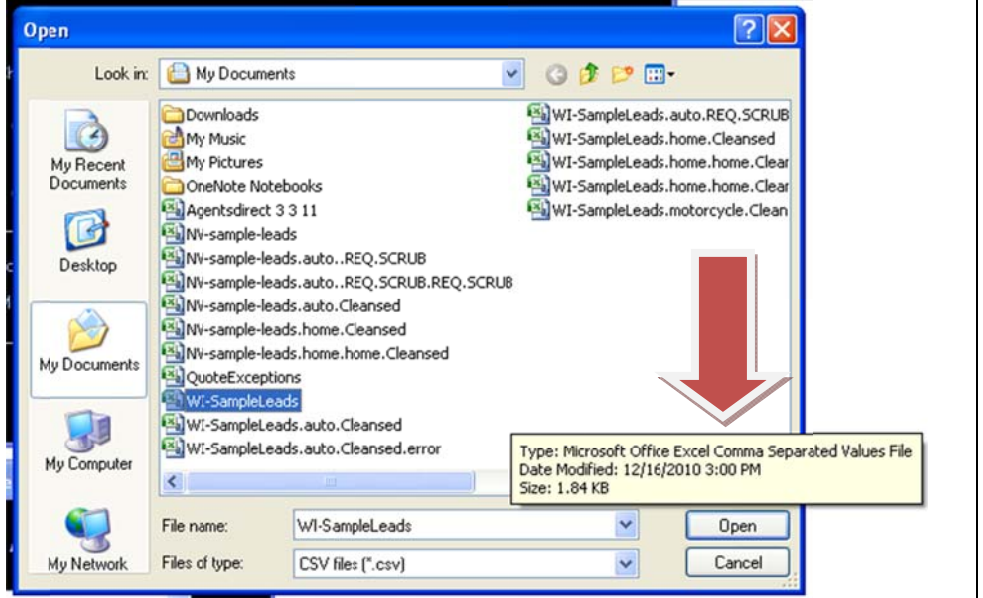 Open
Look in:
My Documents
My Recent
Documents
Desktop
My Documents
My Computer
My Network
Downloads
My Music
My Pictures
OneNote Notebooks
Agentsdirect 3 3 11
NV-sample-leads
NV-sample-leads.auto..REQ.SCRUB
NV-sample-leads.auto..REQ.SCRUB.REQ.SCRUB
NV-sample-leads.auto.Cleansed
NV-sample-leads.home.Cleansed
NV-sample-leads.home.home.Cleansed
QuoteExceptions
WI-SampleLeads
WI-SampleLeads.auto.Cleansed
WI-SampleLeads.auto.Cleansed.error
WI-SampleLeads.auto.REQ.SCRUB
WI-SampleLeads.home.Cleansed
WI-SampleLeads.home.home.Clear
WI-SampleLeads.home.home.Clear
WI-SampleLeads.motorcycle.Clean
Type: Microsoft Office Excel Comma Separated Values File
Date Modified: 12/16/2010 3:00 PM
Size: 1.84 KB
File name:
WI-SampleLeads
Open
Files of type:
CSV files (*.csv)
Cancel